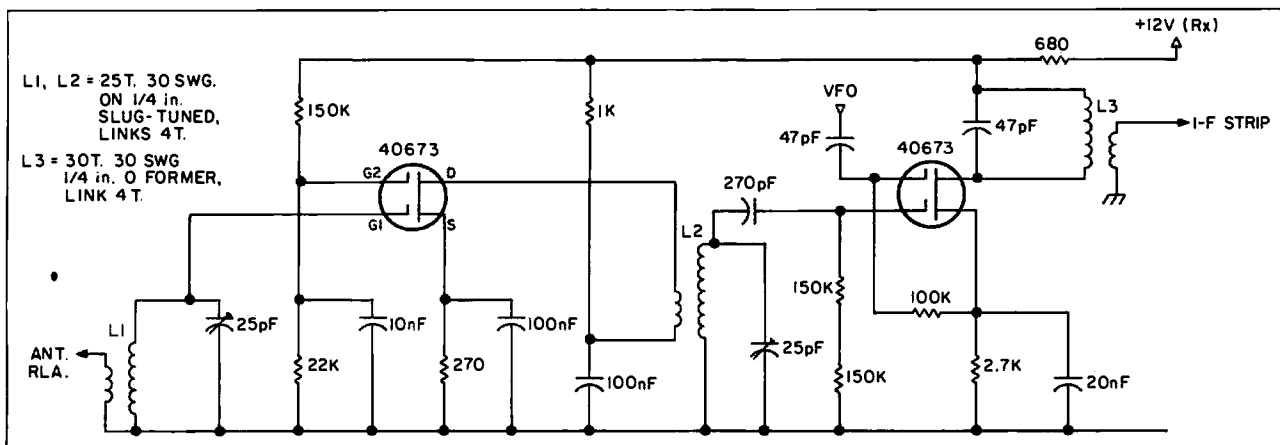 L1, L2 = 25T. 30 SWG.
ON 1/4 in.
SLUG-TUNED,
LINKS 4T.
L3 = 30T. 30 SWG
1/4 in. O FORMER,
LINK 4T.
+12V (Rx)
680
150K
1K
VFO
47pF
47pF
L3
I-F STRIP
40673
40673
G2
D
G1
S
270pF
L2
150K
100K
L1
25pF
10nF
100nF
ANT.
RLA.
22K
270
100nF
25pF
150K
2.7K
20nF